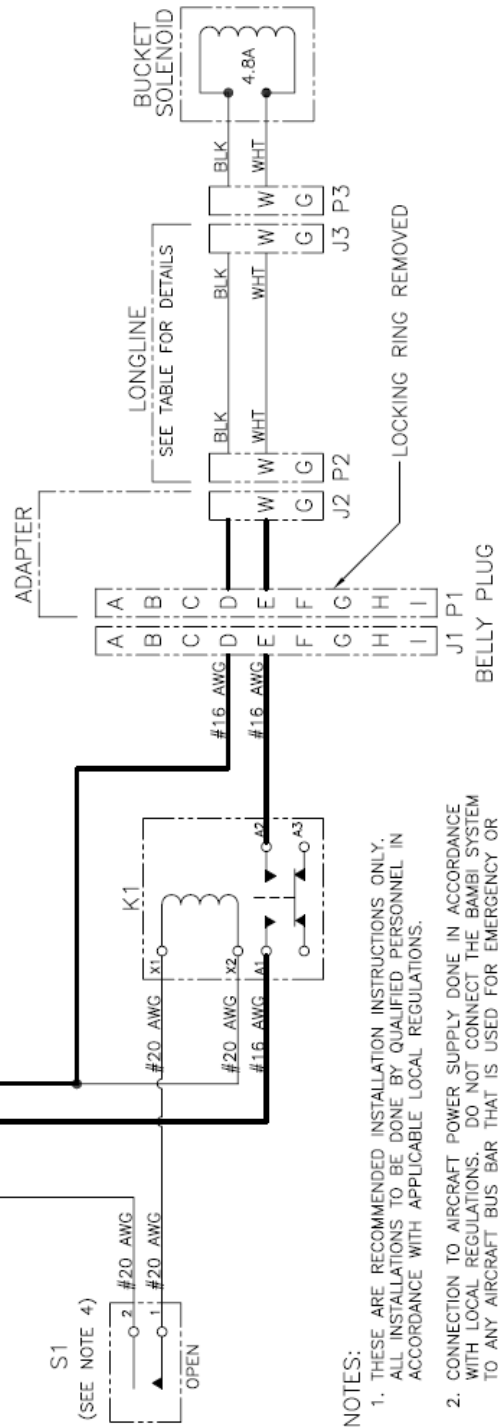 S1
(SEE NOTE 4)
2
1
OPEN
#20 AWG
#20 AWG
#20 AWG
#20 AWG
#16 AWG
K1
X1
X2
A1
A2
A3
#16 AWG
#16 AWG
A
B
C
D
E
F
G
H
I
J1
A
B
C
D
E
F
G
H
I
P1
BELLY PLUG
ADAPTER
W
G
J2
W
G
P2
LONGLINE
SEE TABLE FOR DETAILS
BLK
WHT
BLK
WHT
W
G
J3
W
G
P3
LOCKING RING REMOVED
BLK
WHT
BUCKET
SOLENOID
4.8A
NOTES:
1. THESE ARE RECOMMENDED INSTALLATION INSTRUCTIONS ONLY.
ALL INSTALLATIONS TO BE DONE BY QUALIFIED PERSONNEL IN
ACCORDANCE WITH APPLICABLE LOCAL REGULATIONS.
2. CONNECTION TO AIRCRAFT POWER SUPPLY DONE IN ACCORDANCE
WITH LOCAL REGULATIONS. DO NOT CONNECT THE BAMBI SYSTEM
TO ANY AIRCRAFT BUS BAR THAT IS USED FOR EMERGENCY OR